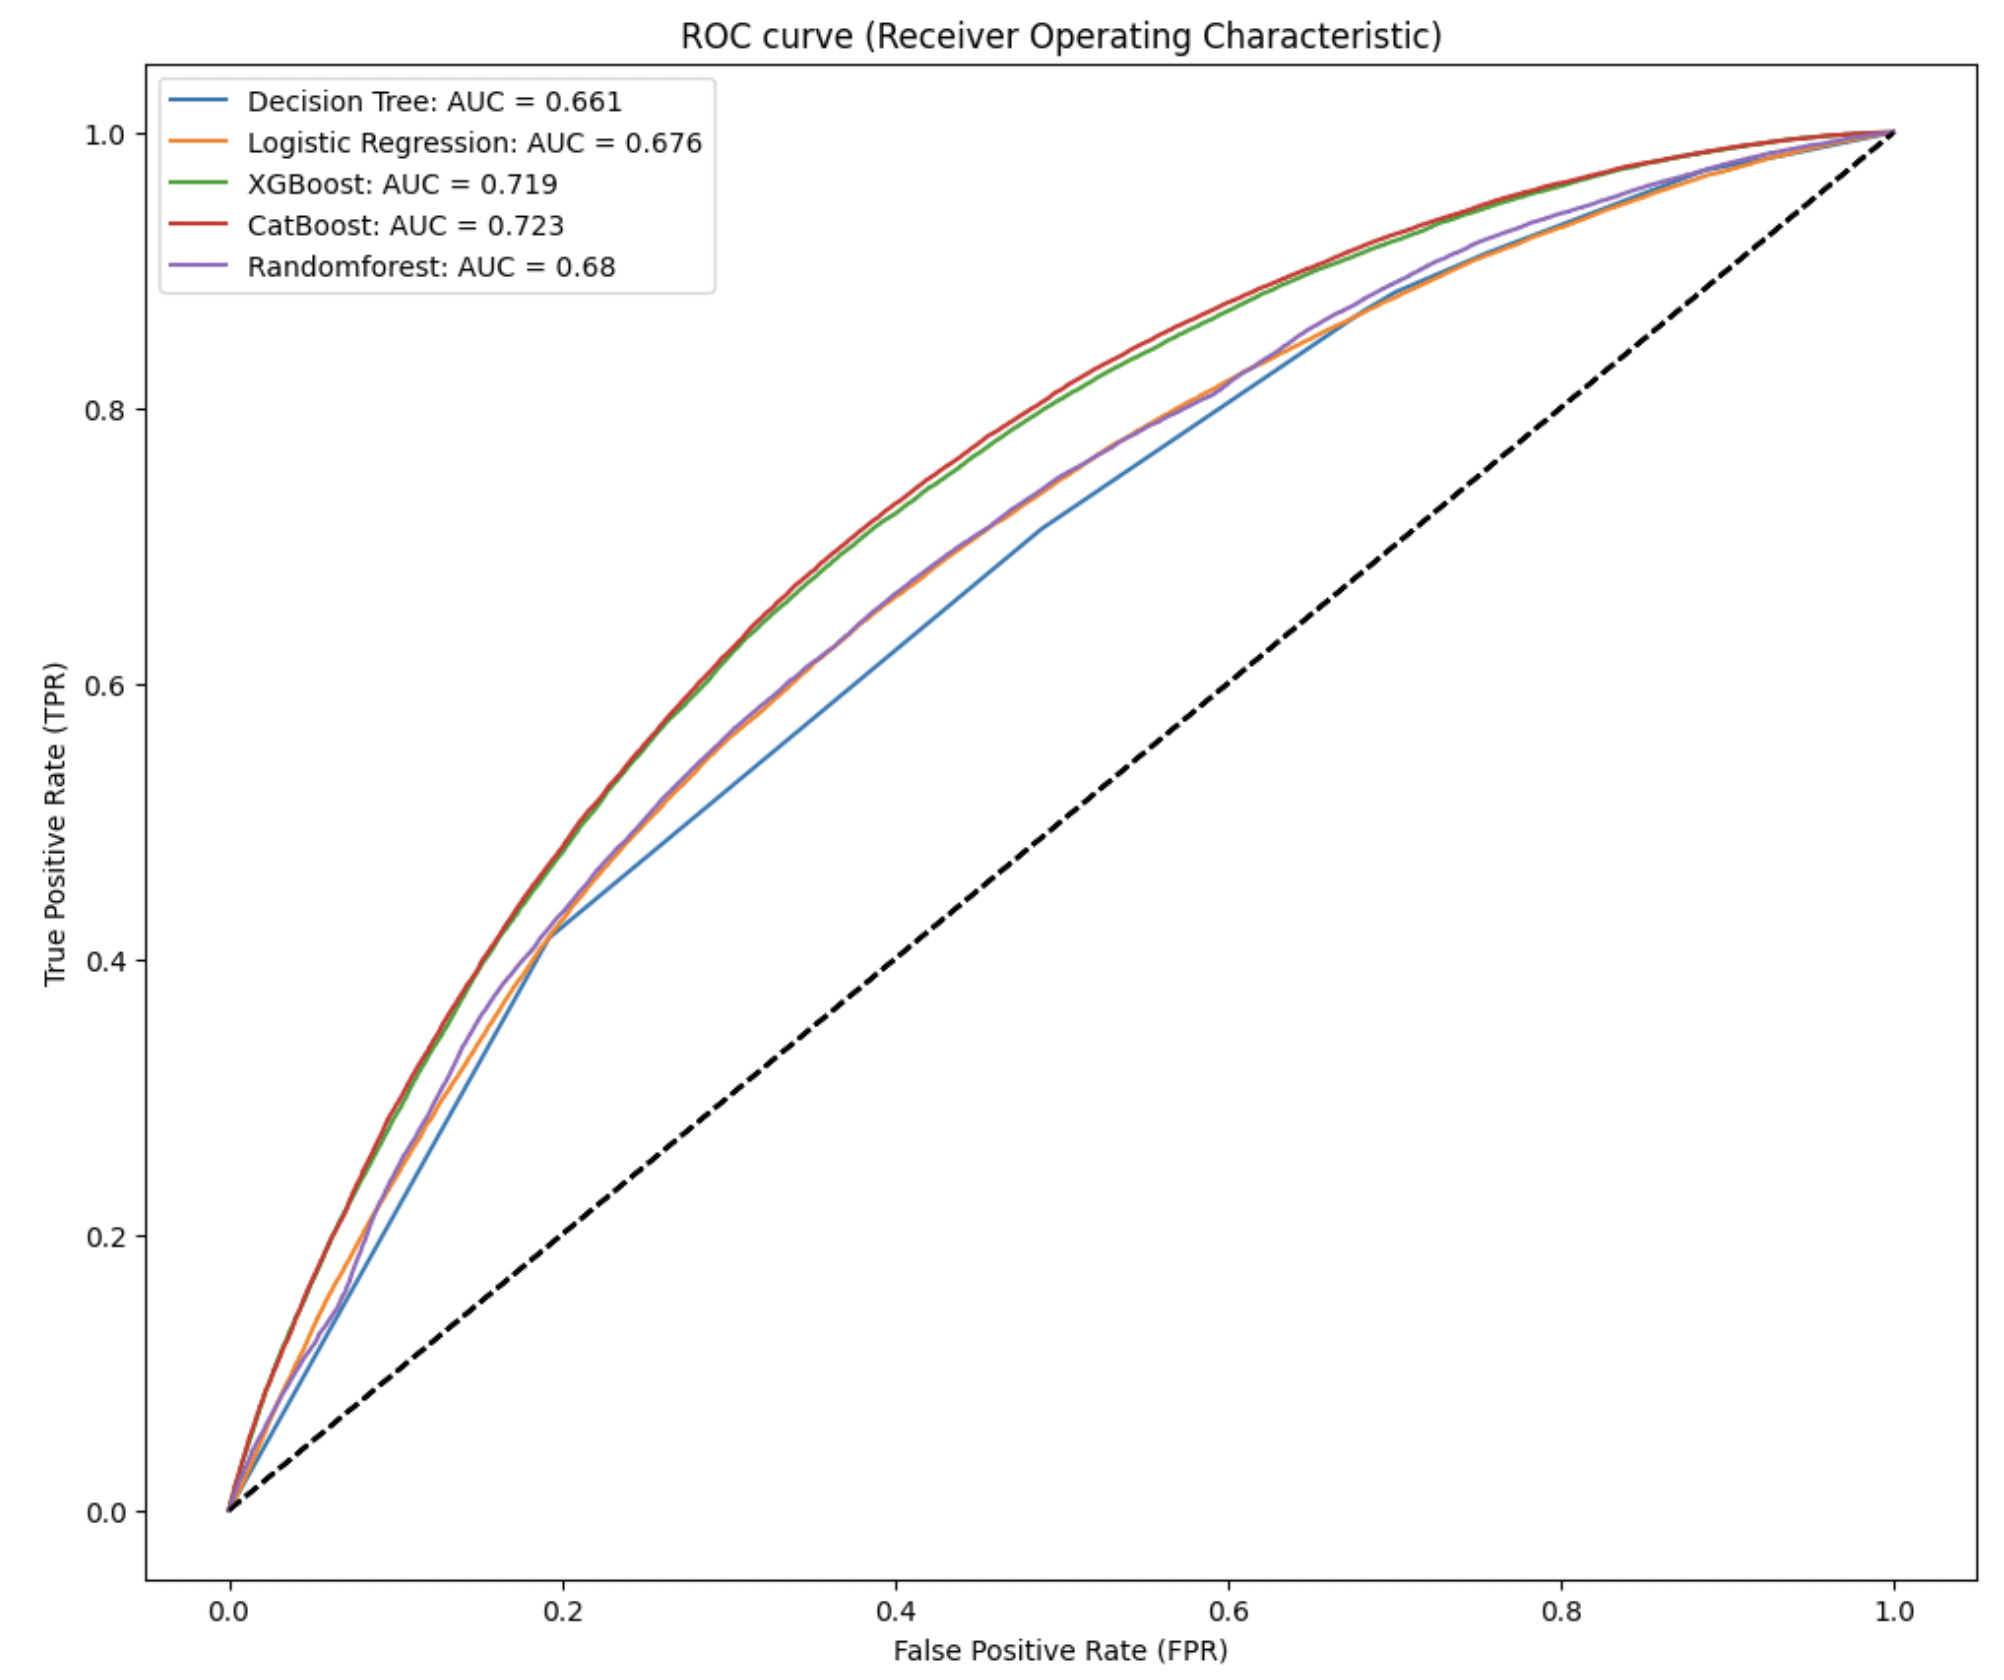 ROC curve (Receiver Operating Characteristic)
Decision Tree: AUC = 0.661
Logistic Regression: AUC = 0.676
XGBoost: AUC = 0.719
CatBoost: AUC = 0.723
Randomforest: AUC = 0.68
True Positive Rate (TPR)
1.0
0.8
0.6
0.4
0.2
0.0
0.0 0.2 0.4 0.6 0.8 1.0
False Positive Rate (FPR)